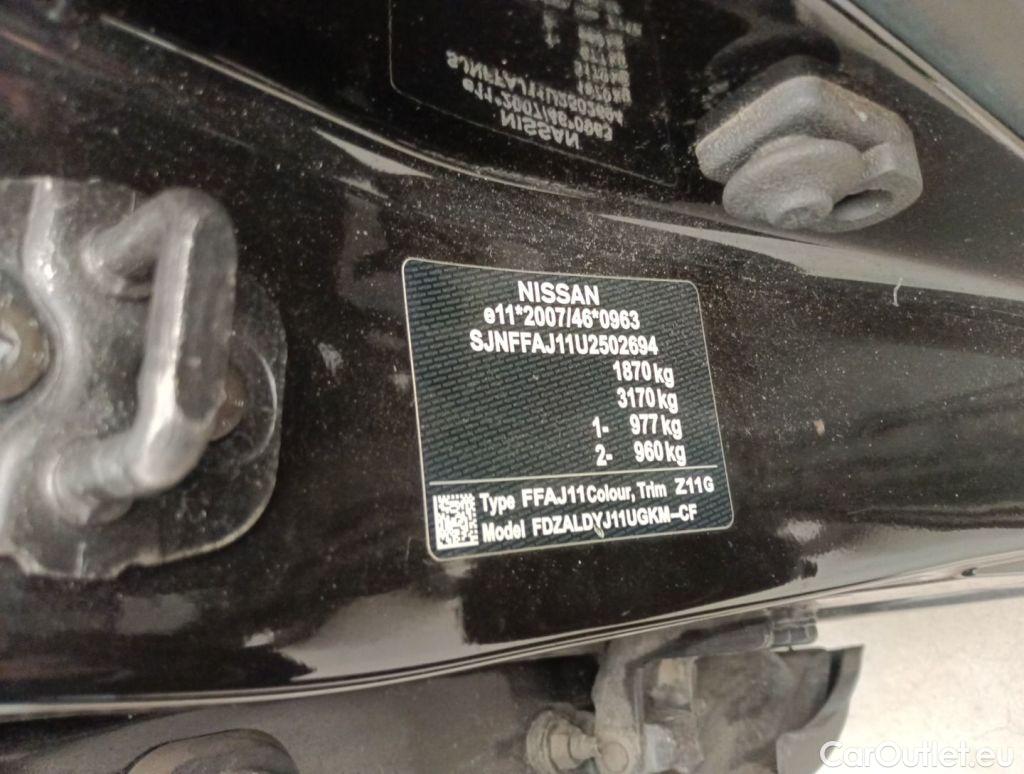 NISSAN
e11*2007/46*0963
SJNFFAJ11U2502694
1870 kg
3170 kg
1- 977 kg
2- 960 kg
Type FFAJ11 Colour, Trim Z11G
Model FDZALDYJ11UGKM-CF
CarOutlet.eu